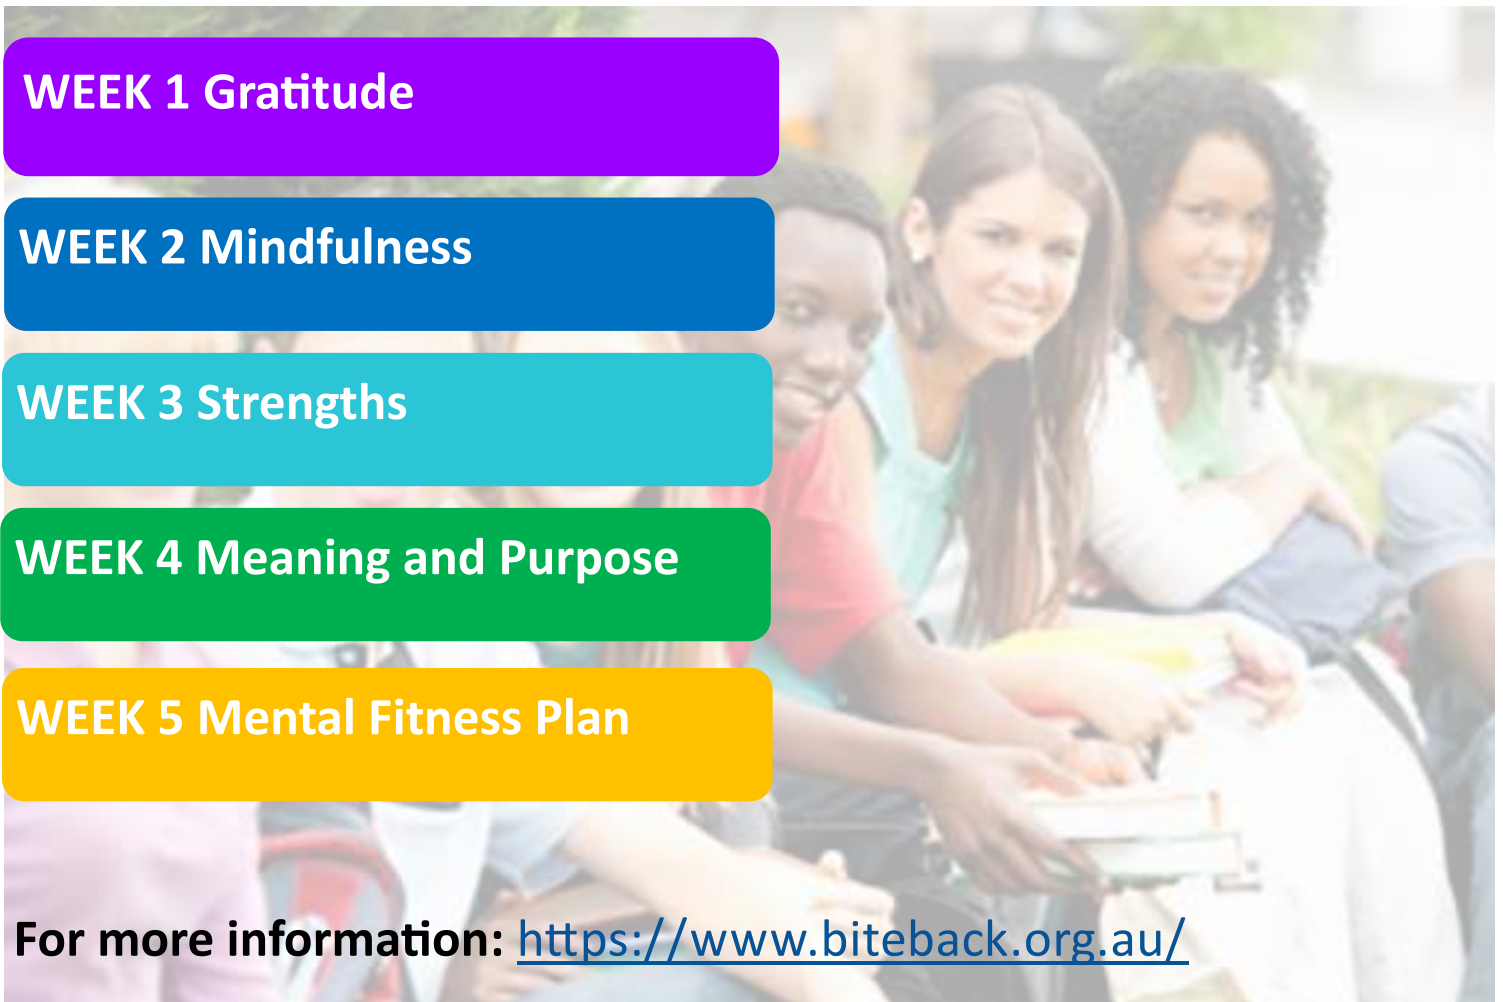 WEEK 1 Gratitude
WEEK 2 Mindfulness
WEEK 3 Strengths
WEEK 4 Meaning and Purpose
WEEK 5 Mental Fitness Plan
For more information: https://www.biteback.org.au/